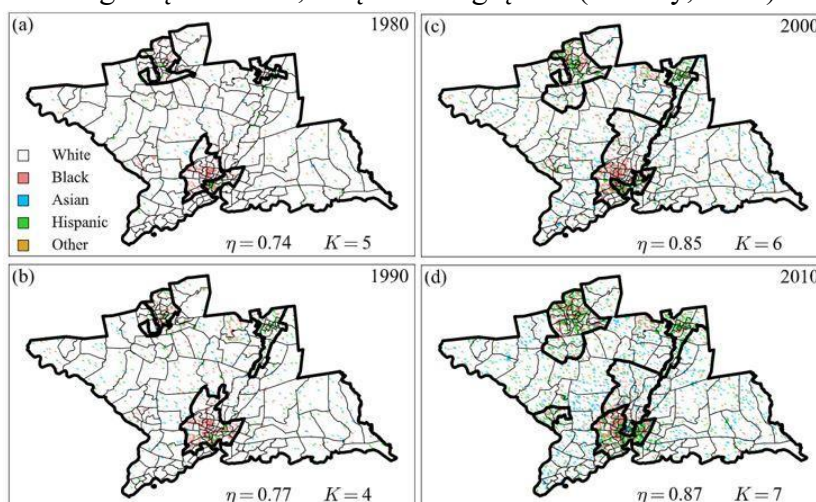 (a)
1980
White
Black
Asian
Hispanic
Other
η = 0.74 K = 5
(c)
2000
η = 0.85 K = 6
(b)
1990
η = 0.77 K = 4
(d)
2010
η = 0.87 K = 7